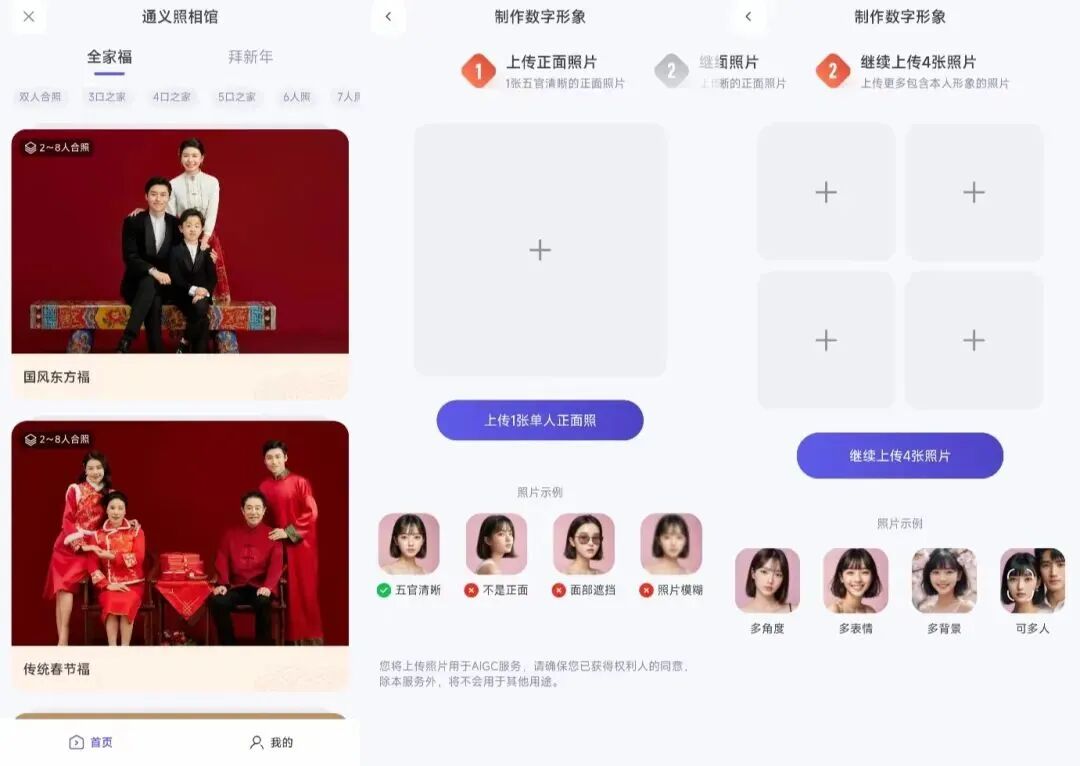 通义照相馆
全家福
拜新年
双人合照
3口之家
4口之家
5口之家
6人照
7人
2~8人合照
国风东方福
2~8人合照
传统春节福
首页
我的
制作数字形象
1
上传正面照片
1张五官清晰的正面照片
2
继续
上传1张单人正面照
照片示例
五官清晰
不是正面
面部遮挡
照片模糊
您将上传照片用于AIGC服务，请确保您已获得权利人的同意，
除本服务外，将不会用于其他用途。
制作数字形象
照片
晰的正面照片
2
继续上传4张照片
上传更多包含本人形象的照片
继续上传4张照片
照片示例
多角度
多表情
多背景
可多人